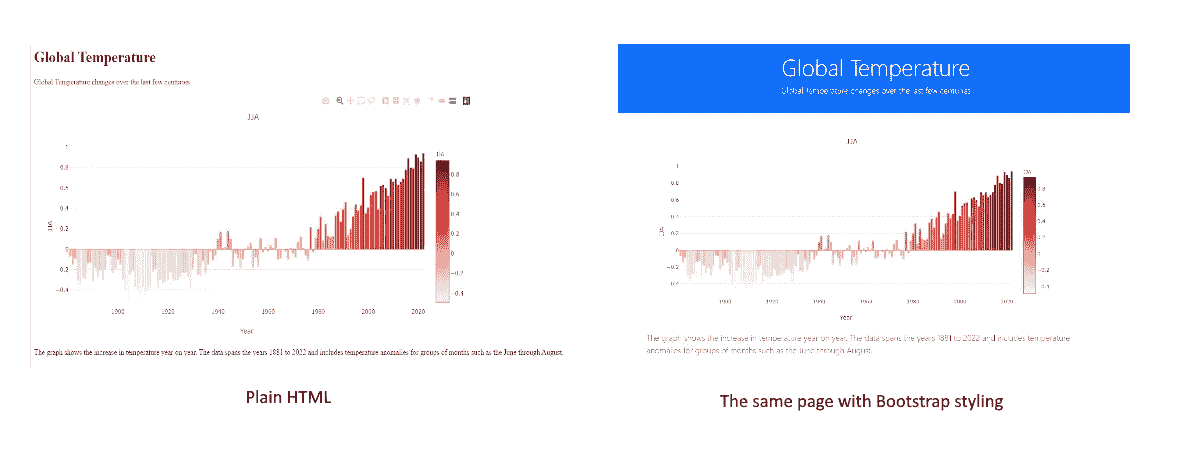 Global Temperature
Global Temperature changes over the last few centuries
JJA
JJA
1
0.8
0.6
0.4
0.2
0
0.2
−0.4
JJA
0.8
0.6
0.4
0.2
0
−0.2
−0.4
1900 1920 1940 1960 1980 2000 2020
Year
The graph shows the increase in temperature year on year. The data spans the years 1881 to 2022 and includes temperature anomalies for groups of months such as the June through August.
Plain HTML
Global Temperature
Global Temperature changes over the last few centuries
JJA
JJA
1
0.8
0.6
0.4
0.2
0
−0.2
0.4
JJA
0.8
0.6
0.4
0.2
0
−0.2
−0.4
1900 1920 1940 1960 1980 2000 2020
Year
The graph shows the increase in temperature year on year. The data spans the years 1881 to 2022 and includes temperature
anomalies for groups of months such as the June through August.
The same page with Bootstrap styling